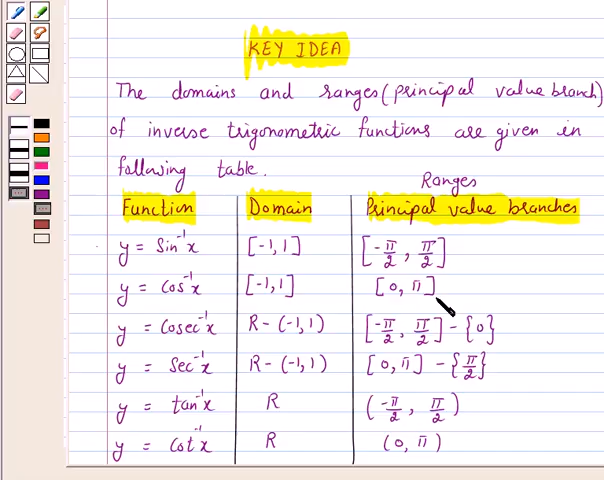 KEY IDEA
The domains and ranges (principal value branch)
of inverse trigonometric functions are given in
following table.
Ranges
Function Domain Principal value branches
y = Sin⁻¹x [-1, 1] [-π/2, π/2]
y = Cos⁻¹x [-1, 1] [0, π]
y = Cosec⁻¹x R - (-1, 1) [-π/2, π/2] - {0}
y = Sec⁻¹x R - (-1, 1) [0, π] - {π/2}
y = tan⁻¹x R (-π/2, π/2)
y = cot⁻¹x R (0, π)